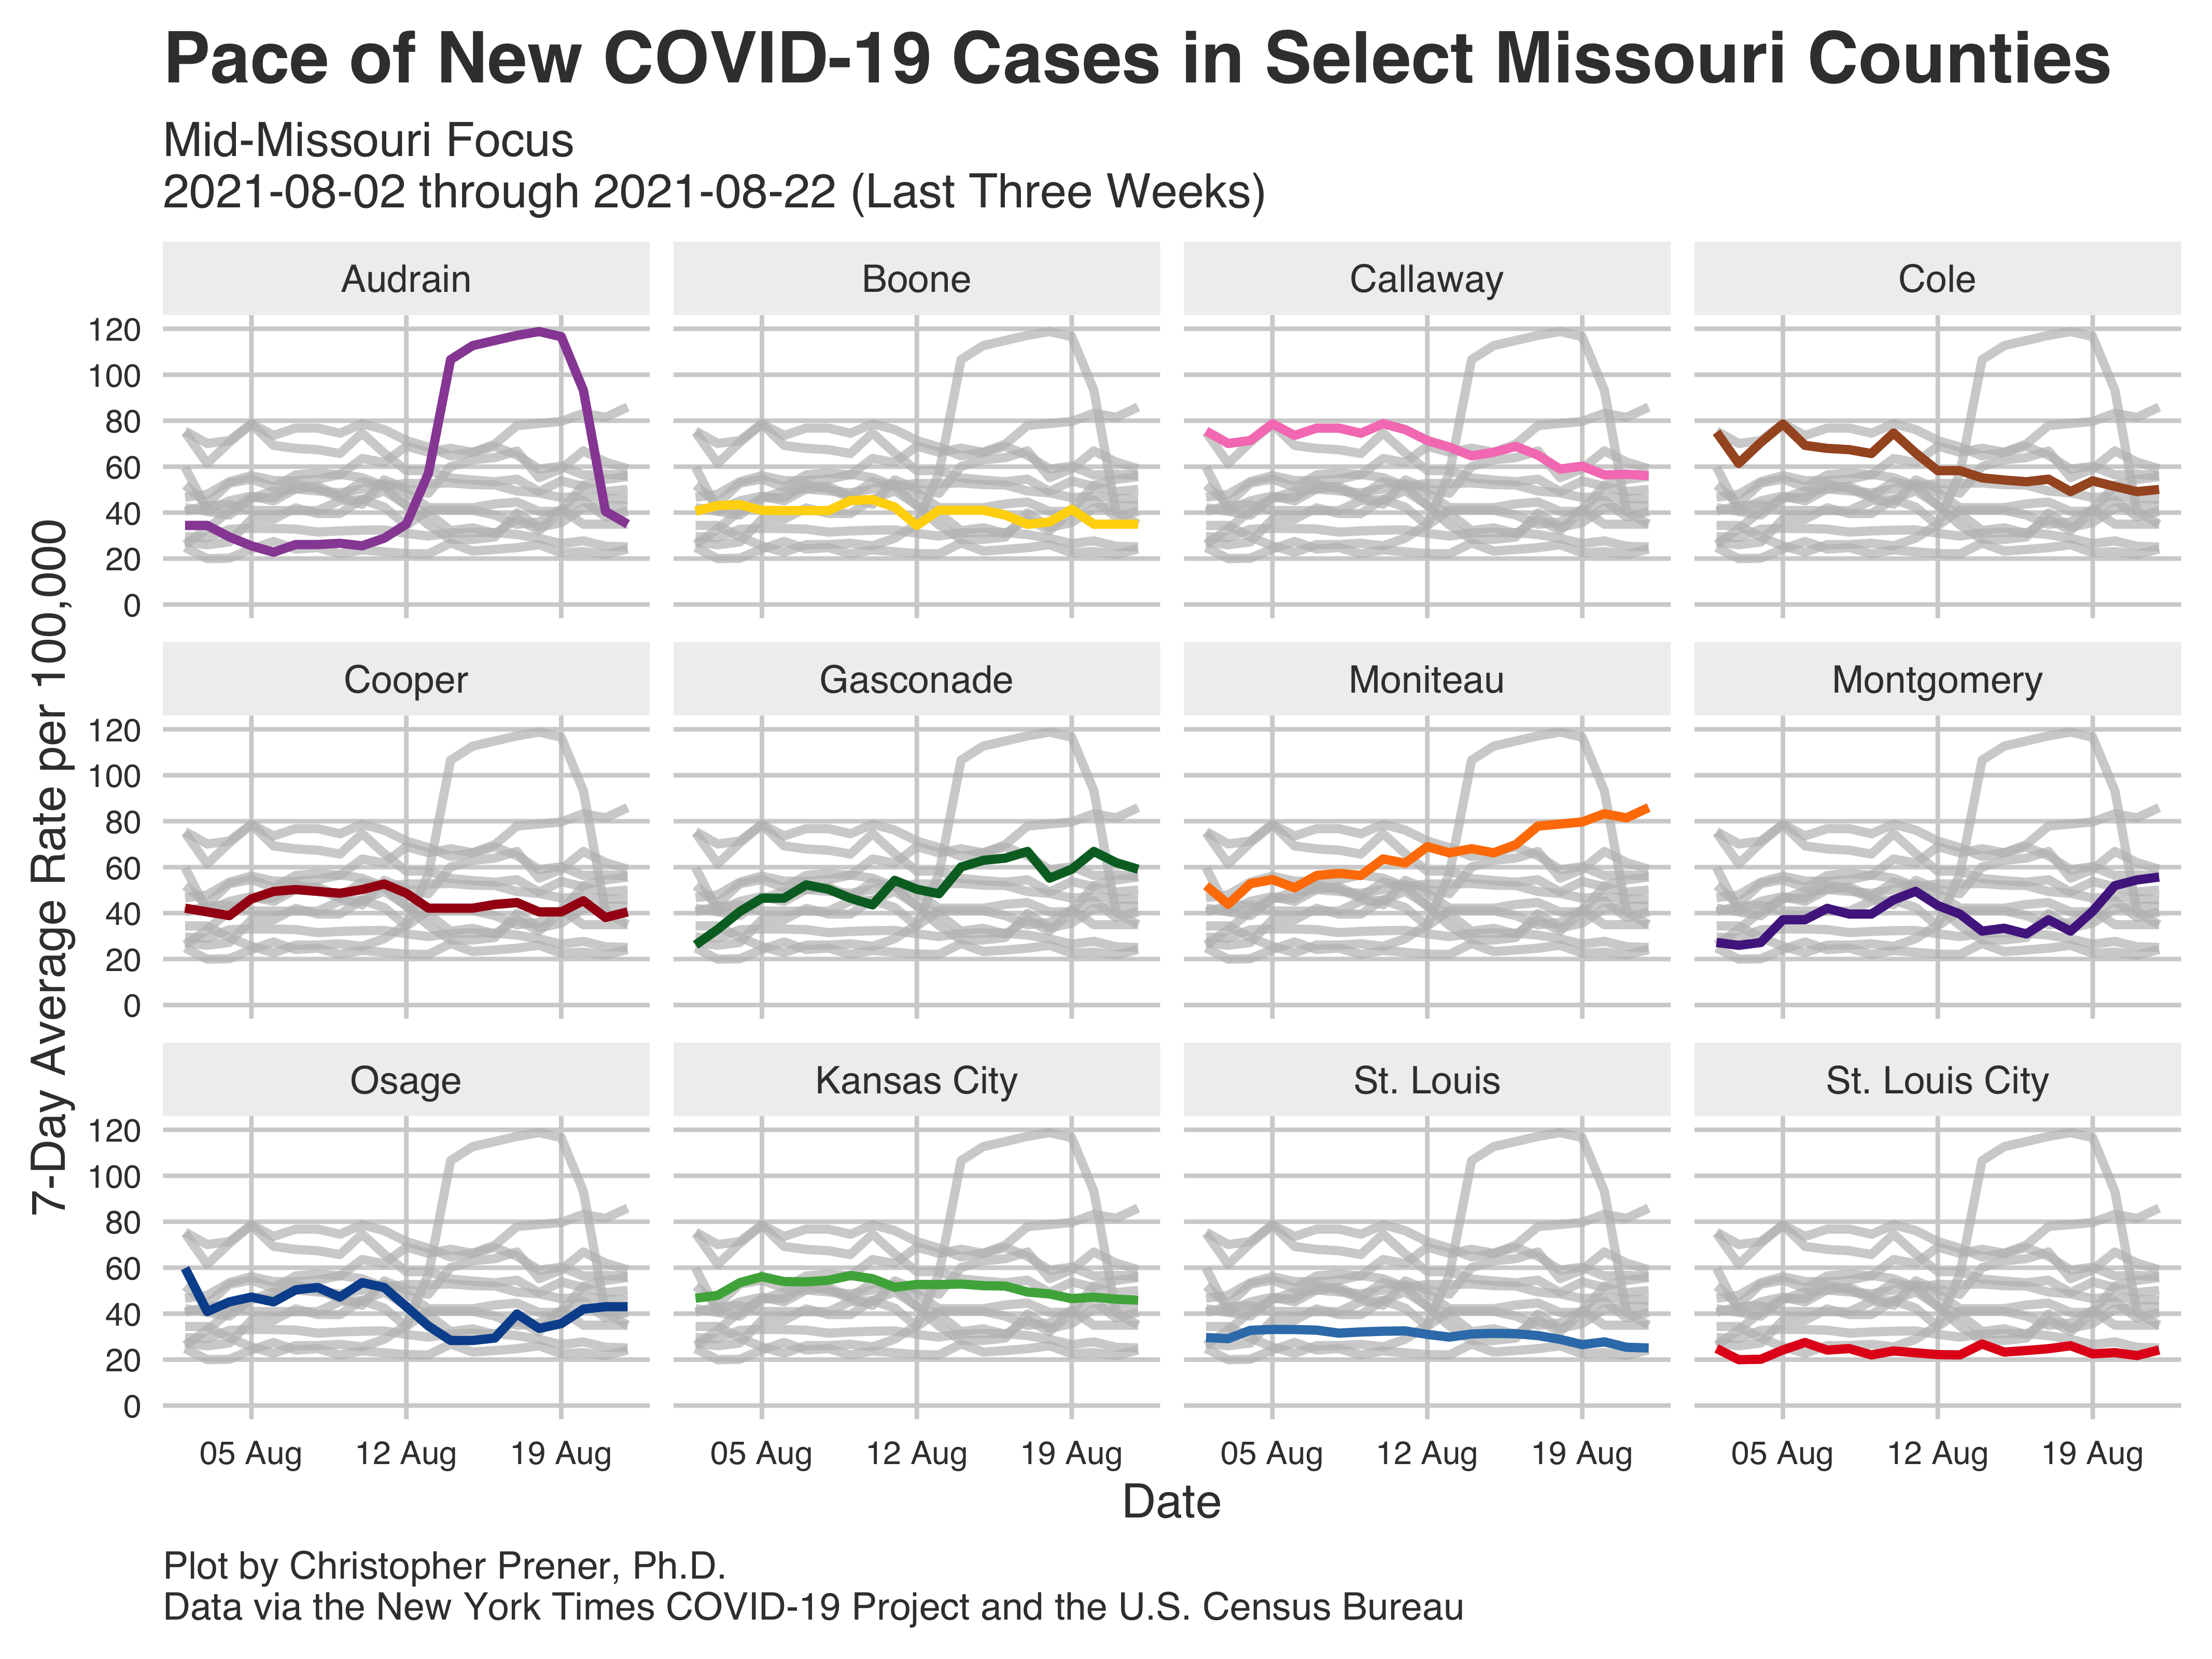 Pace of New COVID-19 Cases in Select Missouri Counties
Mid-Missouri Focus
2021-08-02 through 2021-08-22 (Last Three Weeks)
7-Day Average Rate per 100,000
Audrain
Boone
Callaway
Cole
120
100
80
60
40
20
0
Cooper
Gasconade
Moniteau
Montgomery
120
100
80
60
40
20
0
Osage
Kansas City
St. Louis
St. Louis City
120
100
80
60
40
20
0
05 Aug 12 Aug 19 Aug 05 Aug 12 Aug 19 Aug 05 Aug 12 Aug 19 Aug 05 Aug 12 Aug 19 Aug
Date
Plot by Christopher Prener, Ph.D.
Data via the New York Times COVID-19 Project and the U.S. Census Bureau